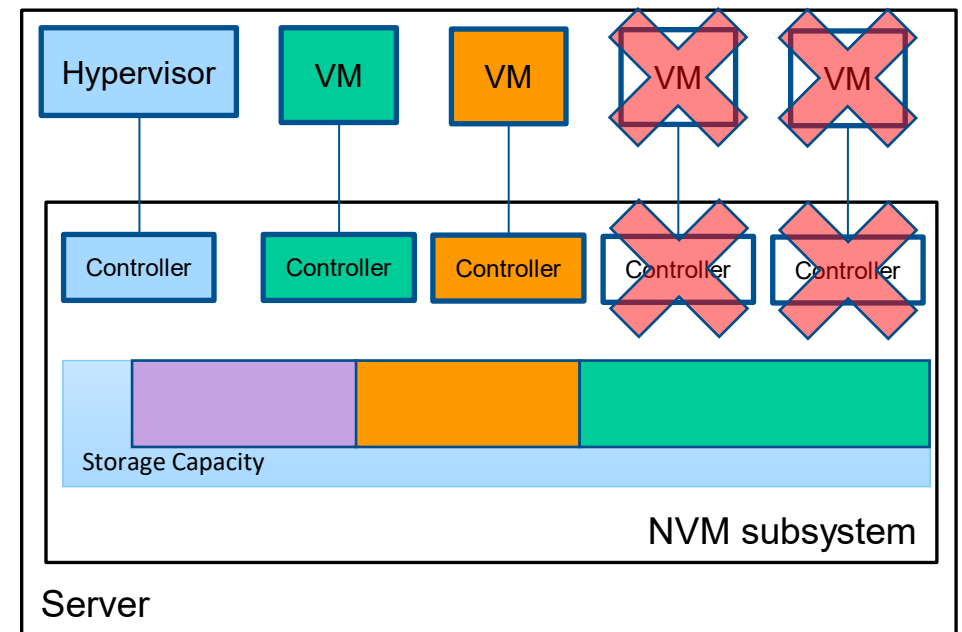 Hypervisor
VM
VM
VM
VM
Controller
Controller
Controller
Controller
Controller
Storage Capacity
NVM subsystem
Server